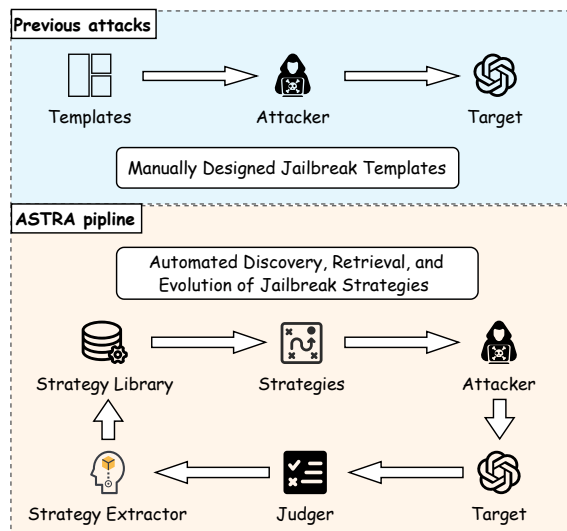 Previous attacks
Templates
Attacker
Target
Manually Designed Jailbreak Templates
ASTRA pipline
Automated Discovery, Retrieval, and
Evolution of Jailbreak Strategies
Strategy Library
Strategies
Attacker
Strategy Extractor
Judger
Target